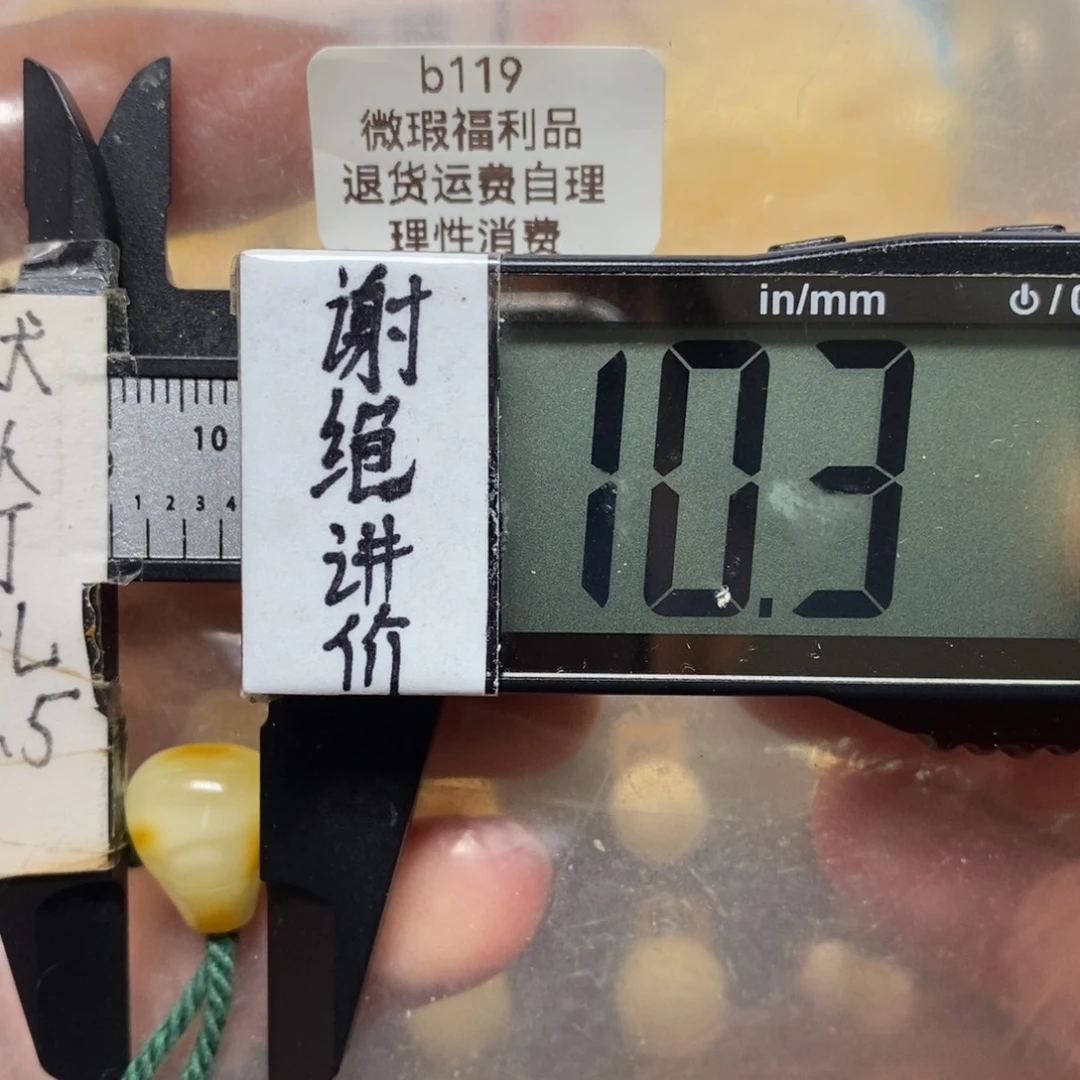 b119
微瑕福利品
退货运费自理
理性消费
谢
绝
讲
价
in/mm
10.3
10
1 2 3 4
.5